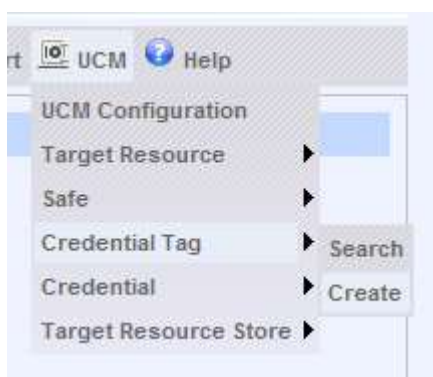 rt UCM Help
UCM Configuration
Target Resource
Safe
Credential Tag
Search
Credential
Create
Target Resource Store